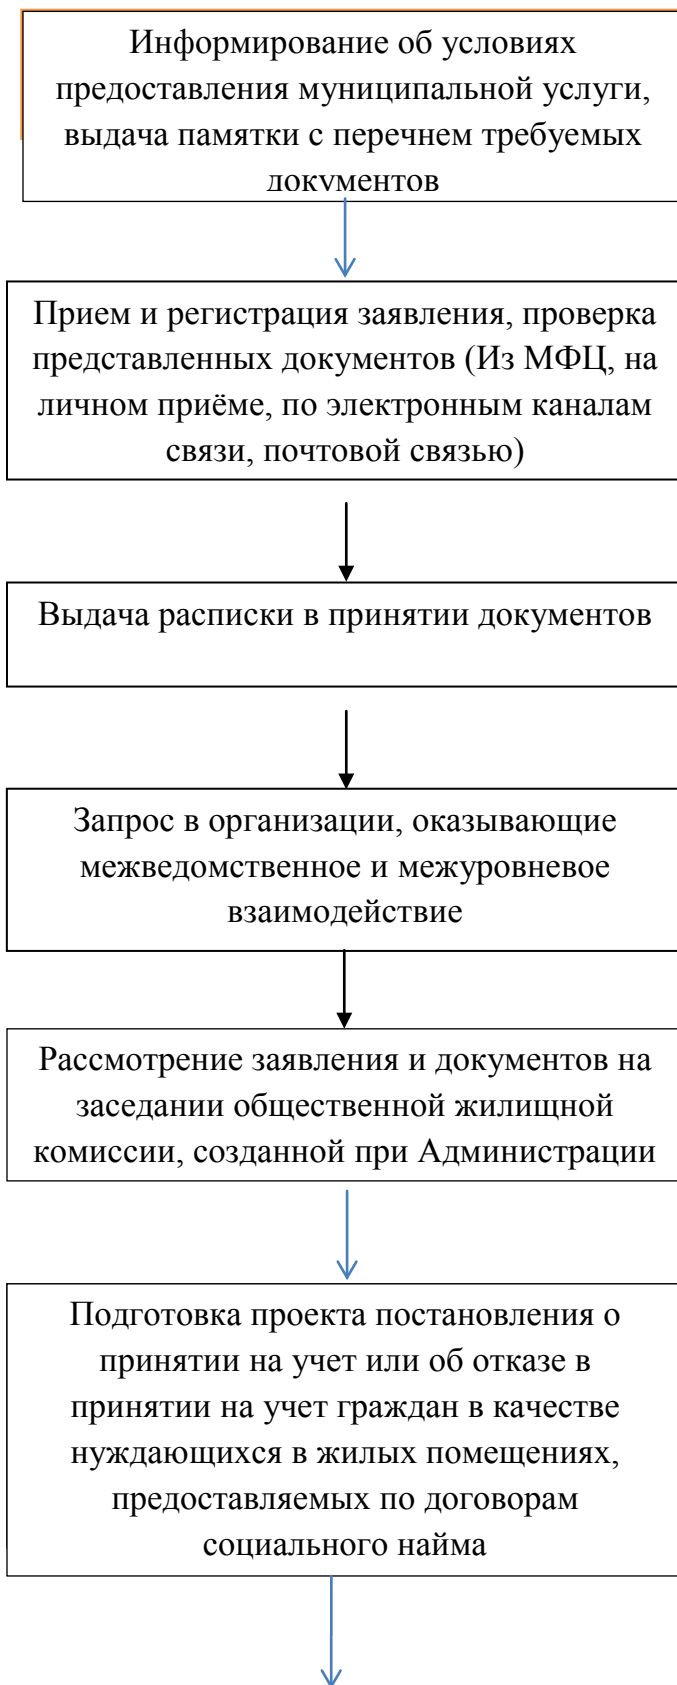 Информирование об условиях
предоставления муниципальной услуги,
выдача памятки с перечнем требуемых
документов
Прием и регистрация заявления, проверка
представленных документов (Из МФЦ, на
личном приёме, по электронным каналам
связи, почтовой связью)
Выдача расписки в принятии документов
Запрос в организации, оказывающие
межведомственное и межуровневое
взаимодействие
Рассмотрение заявления и документов на
заседании общественной жилищной
комиссии, созданной при Администрации
Подготовка проекта постановления о
принятии на учет или об отказе в
принятии на учет граждан в качестве
нуждающихся в жилых помещениях,
предоставляемых по договорам
социального найма